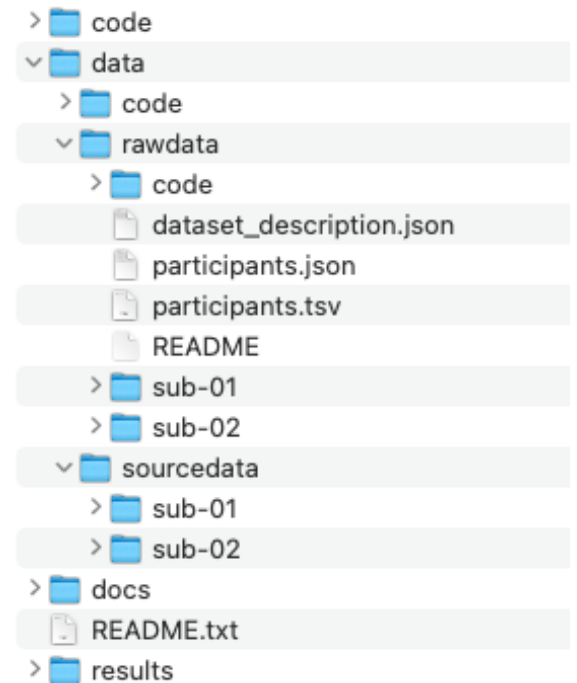 code
data
code
rawdata
code
dataset_description.json
participants.json
participants.tsv
README
sub-01
sub-02
sourcedata
sub-01
sub-02
docs
README.txt
results